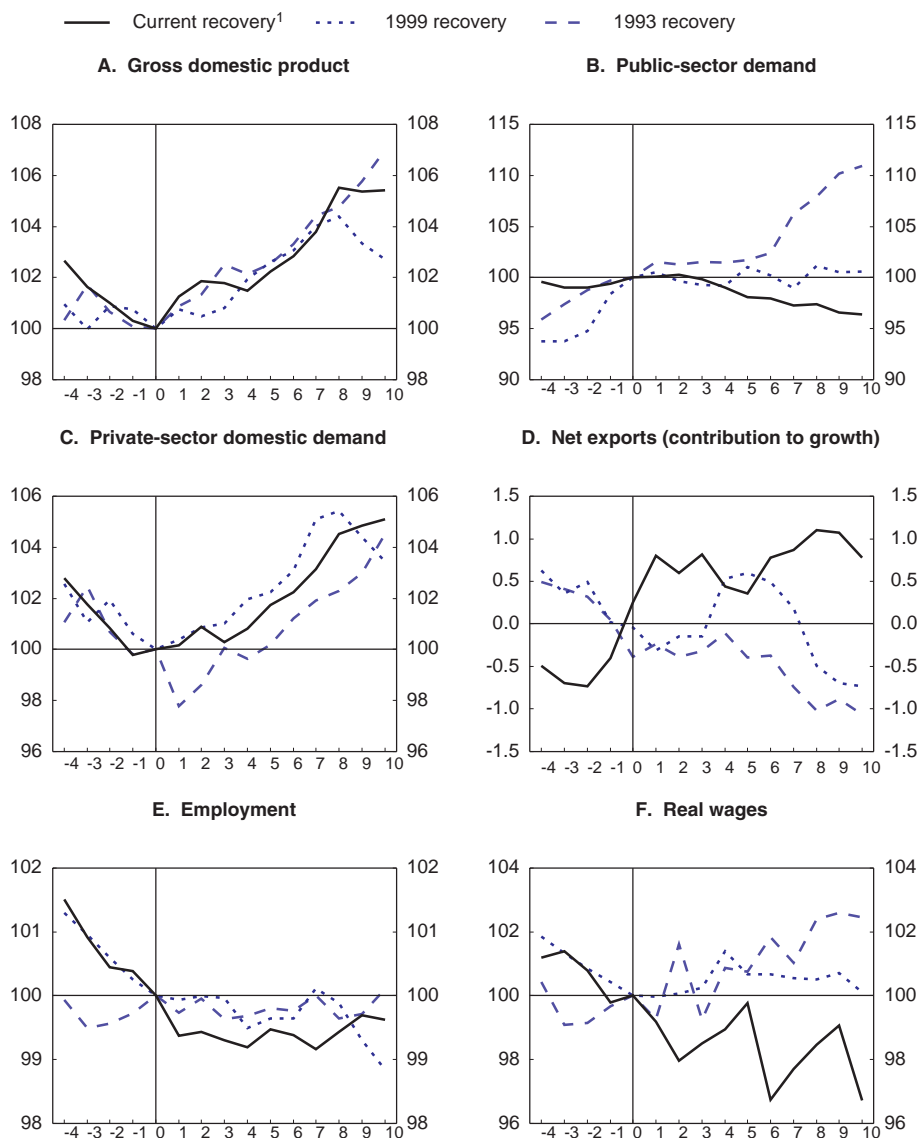 Current recovery¹ 1999 recovery 1993 recovery
A. Gross domestic product B. Public-sector demand
108 108 115 115
106 106 110 110
104 104 105 105
102 102 100 100
100 100 95 95
98 98 90 90
-4 -3 -2 -1 0 1 2 3 4 5 6 7 8 9 10 -4 -3 -2 -1 0 1 2 3 4 5 6 7 8 9 10
C. Private-sector domestic demand D. Net exports (contribution to growth)
106 106 1.5 1.5
104 104 1.0 1.0
102 102 0.5 0.5
100 100 0.0 0.0
98 98 -0.5 -0.5
96 96 -1.0 -1.0
-1.5 -1.5
-4 -3 -2 -1 0 1 2 3 4 5 6 7 8 9 10 -4 -3 -2 -1 0 1 2 3 4 5 6 7 8 9 10
E. Employment F. Real wages
102 102 104 104
101 101 102 102
100 100 100 100
99 99 98 98
98 98 96 96
-4 -3 -2 -1 0 1 2 3 4 5 6 7 8 9 10 -4 -3 -2 -1 0 1 2 3 4 5 6 7 8 9 10